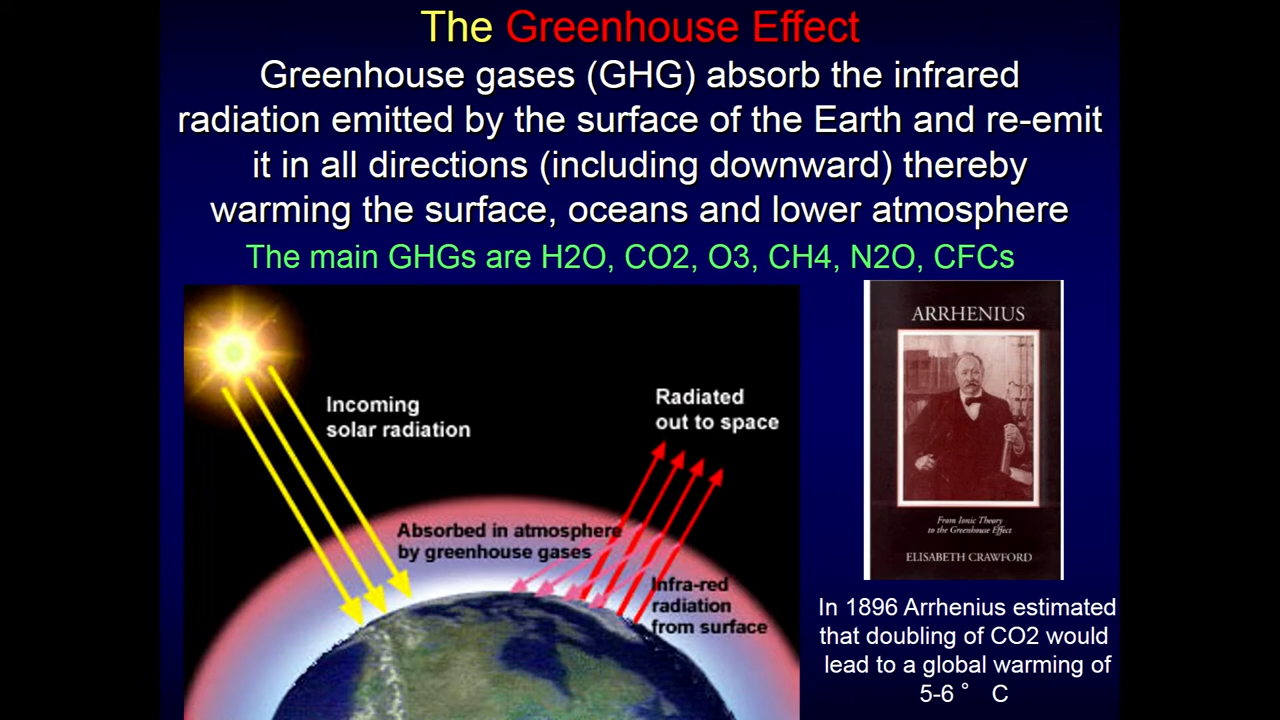 The Greenhouse Effect
Greenhouse gases (GHG) absorb the infrared
radiation emitted by the surface of the Earth and re-emit
it in all directions (including downward) thereby
warming the surface, oceans and lower atmosphere
The main GHGs are H2O, CO2, O3, CH4, N2O, CFCs
Incoming
solar radiation
Radiated
out to space
Absorbed in atmosphere
by greenhouse gases
Infra-red
radiation
from surface
ARRHENIUS
From Ionic Theory
to the Greenhouse Effect
ELISABETH CRAWFORD
In 1896 Arrhenius estimated
that doubling of CO2 would
lead to a global warming of
5-6 ° C